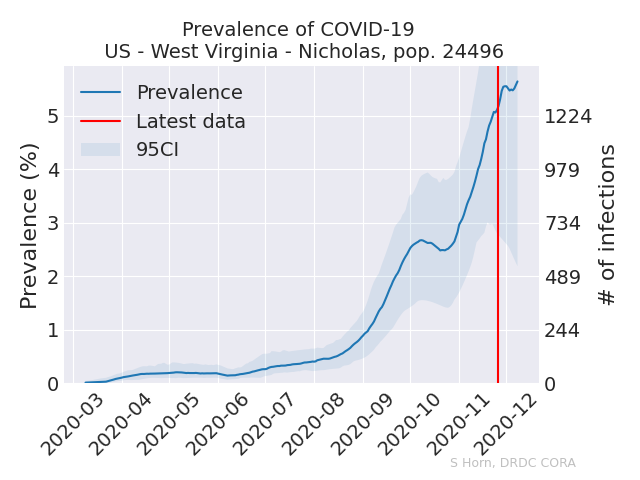 Prevalence of COVID-19
US - West Virginia - Nicholas, pop. 24496
Prevalence
Latest data
95CI
Prevalence (%)
5
4
3
2
1
0
# of infections
1224
979
734
489
244
0
2020-03
2020-04
2020-05
2020-06
2020-07
2020-08
2020-09
2020-10
2020-11
2020-12
S Horn, DRDC CORA